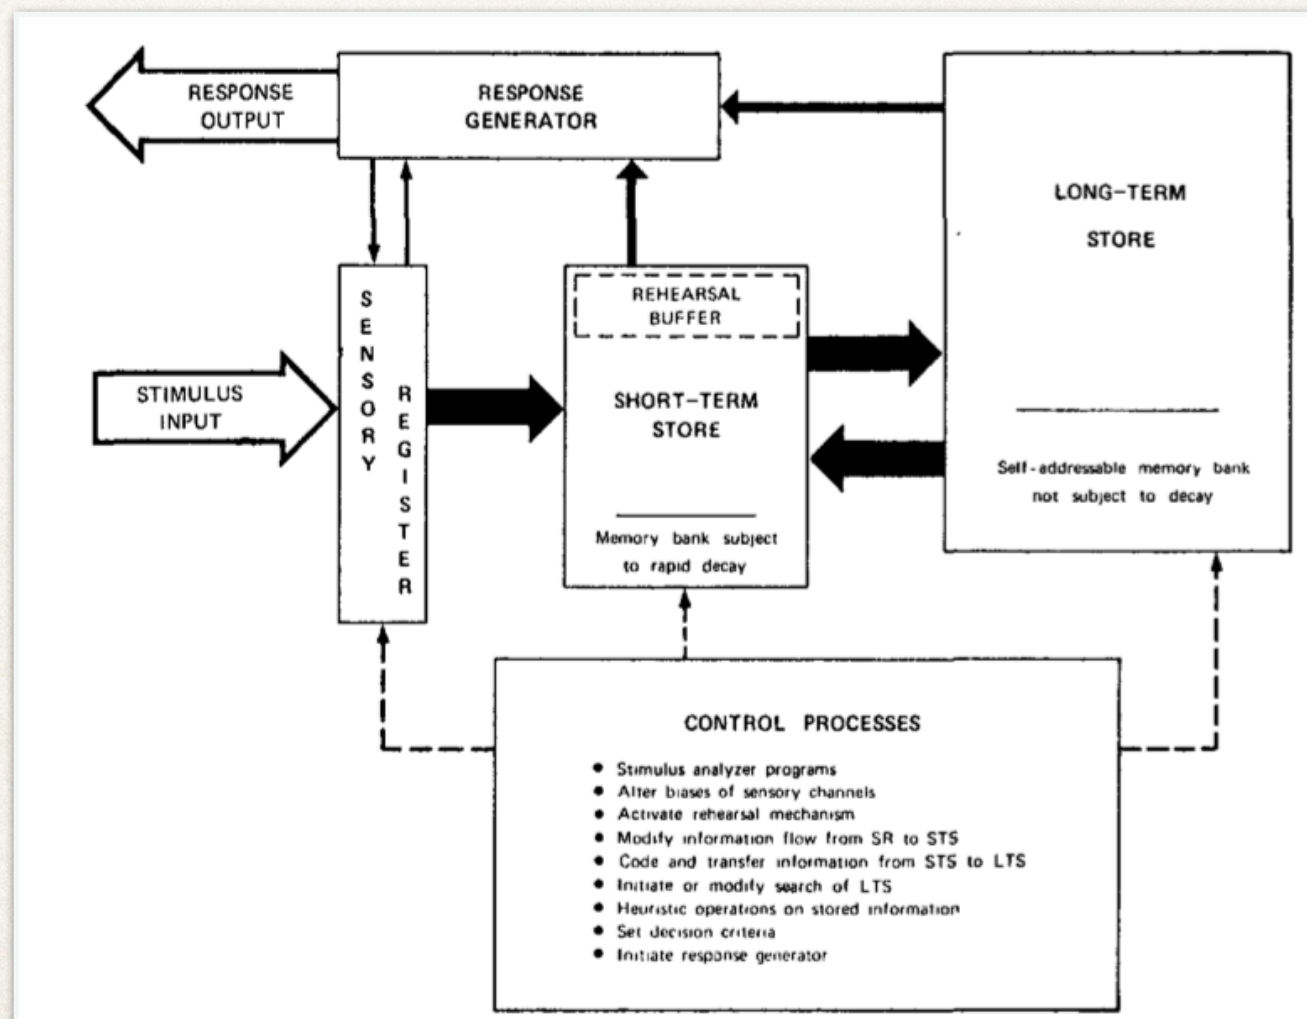 RESPONSE
OUTPUT
RESPONSE
GENERATOR
LONG-TERM
STORE
SENSORY
REGISTER
REHEARSAL
BUFFER
STIMULUS
INPUT
SHORT-TERM
STORE
Self-addressable memory bank
not subject to decay
Memory bank subject
to rapid decay
CONTROL PROCESSES
• Stimulus analyzer programs
• Alter biases of sensory channels
• Activate rehearsal mechanism
• Modify information flow from SR to STS
• Code and transfer information from STS to LTS
• Initiate or modify search of LTS
• Heuristic operations on stored information
• Set decision criteria
• Initiate response generator